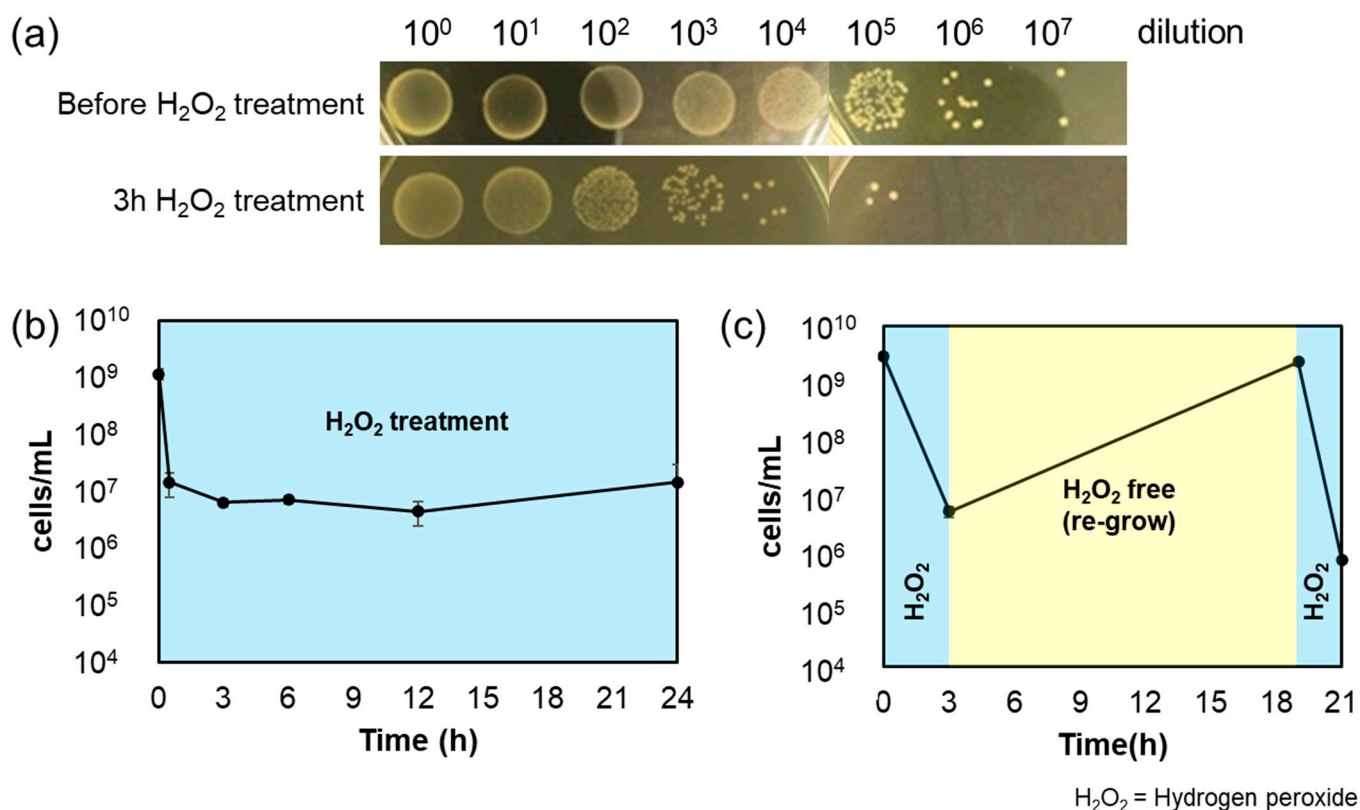 (a)
10⁰ 10¹ 10² 10³ 10⁴ 10⁵ 10⁶ 10⁷ dilution
Before H₂O₂ treatment
3h H₂O₂ treatment
(b)
10¹⁰
10⁹
10⁸
10⁷
10⁶
10⁵
10⁴
cells/mL
H₂O₂ treatment
0 3 6 9 12 15 18 21 24
Time (h)
(c)
10¹⁰
10⁹
10⁸
10⁷
10⁶
10⁵
10⁴
cells/mL
H₂O₂
H₂O₂ free
(re-grow)
H₂O₂
0 3 6 9 12 15 18 21
Time(h)
H₂O₂ = Hydrogen peroxide